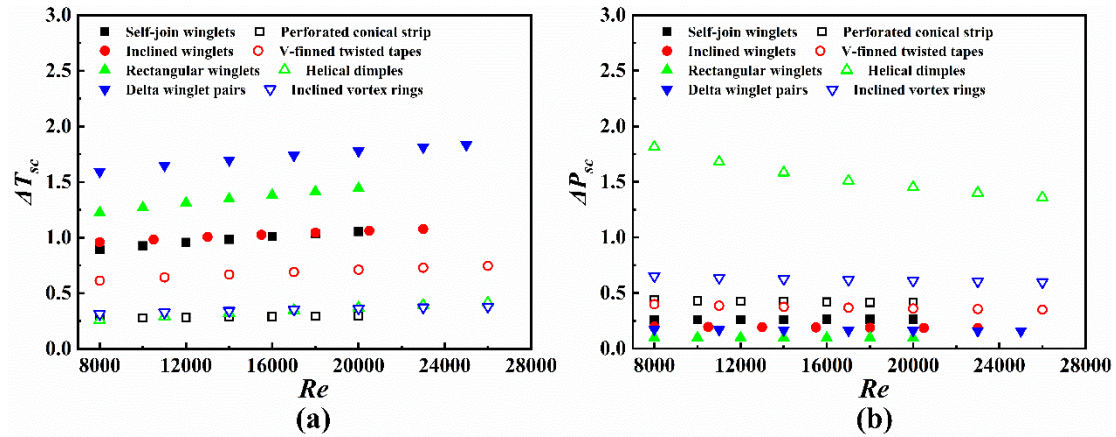 3.0
2.5
2.0
1.5
1.0
0.5
0.0
ΔT_sc
Self-join winglets
Perforated conical strip
Inclined winglets
V-finned twisted tapes
Rectangular winglets
Helical dimples
Delta winglet pairs
Inclined vortex rings
8000 12000 16000 20000 24000 28000
Re
(a)
3.0
2.5
2.0
1.5
1.0
0.5
0.0
ΔP_sc
Self-join winglets
Perforated conical strip
Inclined winglets
V-finned twisted tapes
Rectangular winglets
Helical dimples
Delta winglet pairs
Inclined vortex rings
8000 12000 16000 20000 24000 28000
Re
(b)